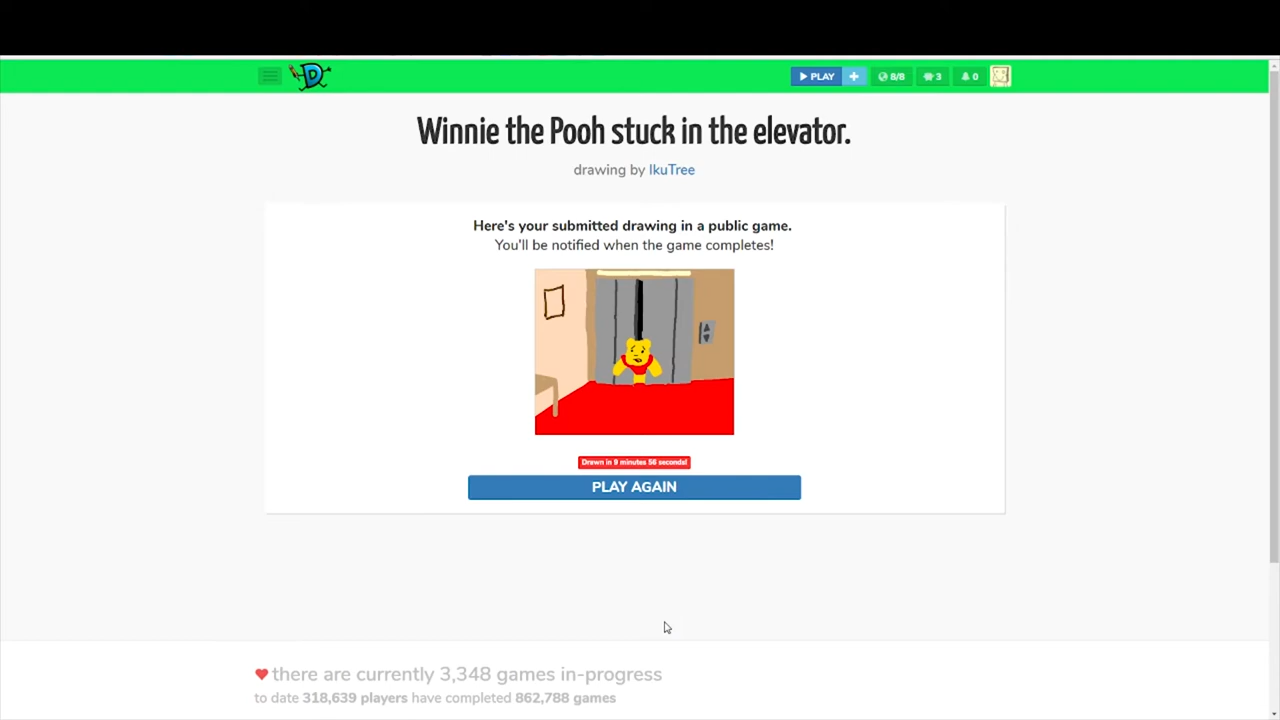 D
PLAY + 8/8 3 0
Winnie the Pooh stuck in the elevator.
drawing by IkuTree
Here's your submitted drawing in a public game.
You'll be notified when the game completes!
Drawn in 9 minutes 56 seconds!
PLAY AGAIN
there are currently 3,348 games in-progress
to date 318,639 players have completed 862,788 games